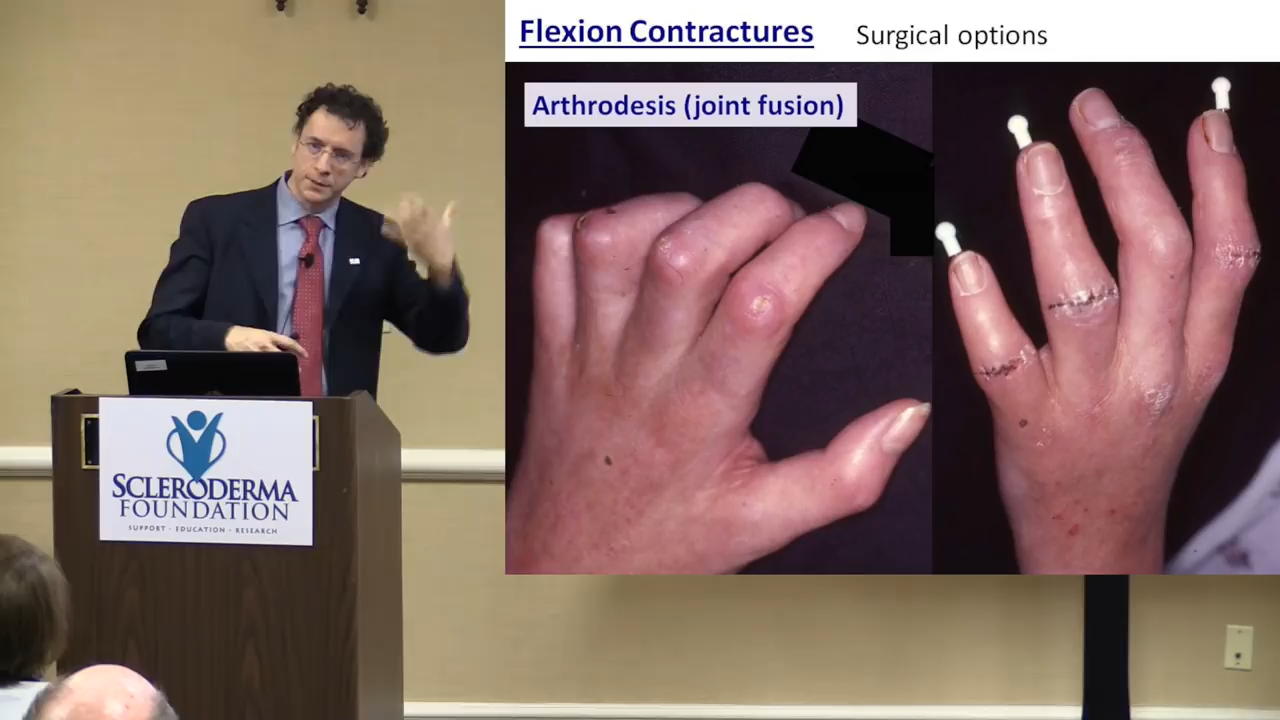 Flexion Contractures Surgical options
Arthrodesis (joint fusion)
SCLERODERMA
FOUNDATION
SUPPORT · EDUCATION · RESEARCH